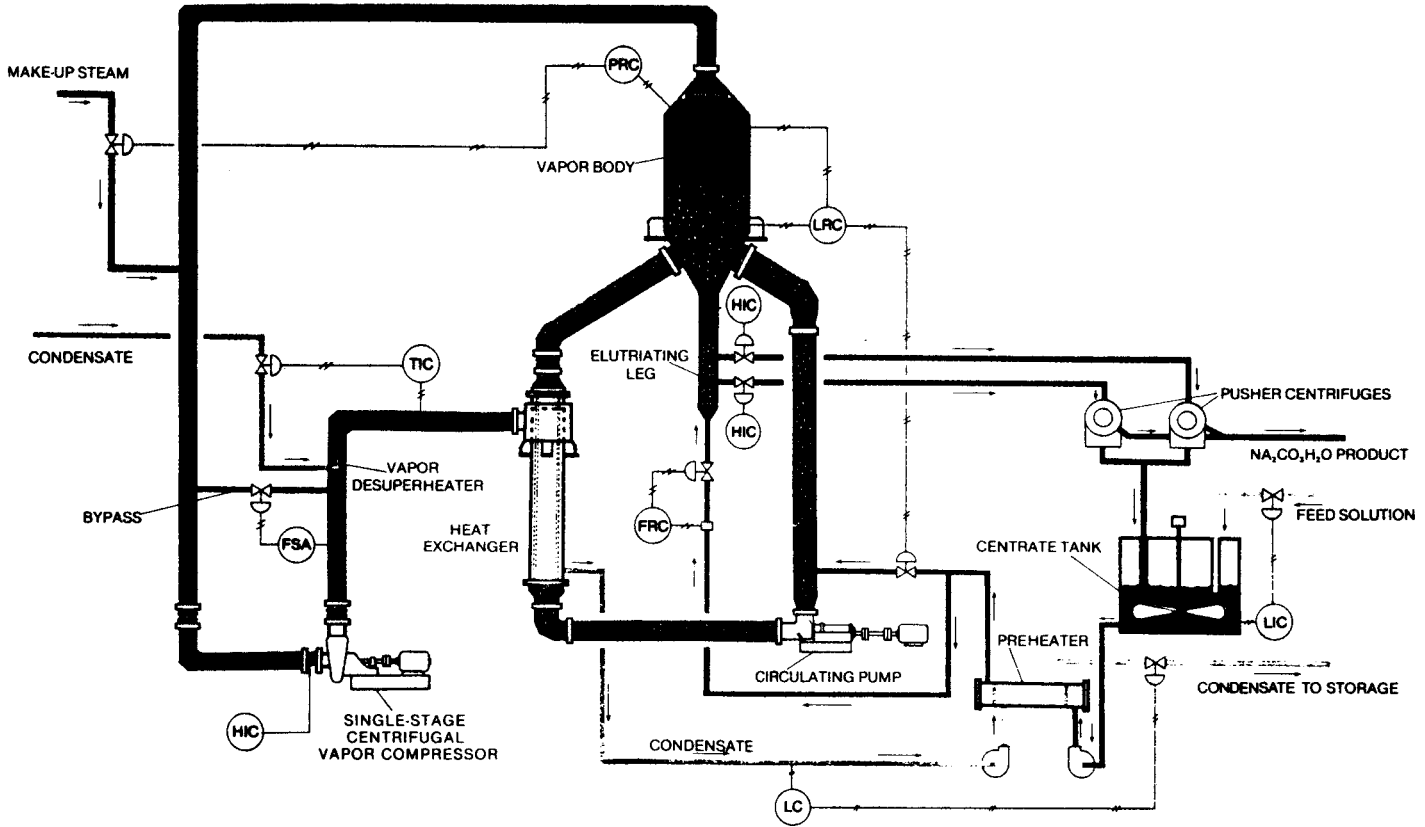 MAKE-UP STEAM
PRC
VAPOR BODY
LRC
HIC
CONDENSATE
TIC
ELUTRIATING
LEG
HIC
PUSHER CENTRIFUGES
NA₂CO₃H₂O PRODUCT
VAPOR
DESUPERHEATER
BYPASS
FSA
HEAT
EXCHANGER
FRC
FEED SOLUTION
CENTRATE TANK
LIC
PREHEATER
CIRCULATING PUMP
CONDENSATE TO STORAGE
HIC
SINGLE-STAGE
CENTRIFUGAL
VAPOR COMPRESSOR
CONDENSATE
LC